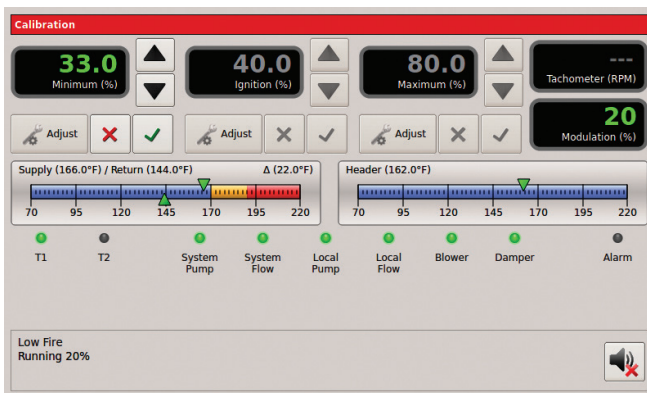 Calibration
33.0
Minimum (%)
40.0
Ignition (%)
80.0
Maximum (%)
---
Tachometer (RPM)
Adjust
Adjust
Adjust
20
Modulation (%)
Supply (166.0°F) / Return (144.0°F) Δ (22.0°F)
Header (162.0°F)
70 95 120 145 170 195 220
70 95 120 145 170 195 220
T1
T2
System
Pump
System
Flow
Local
Pump
Local
Flow
Blower
Damper
Alarm
Low Fire
Running 20%